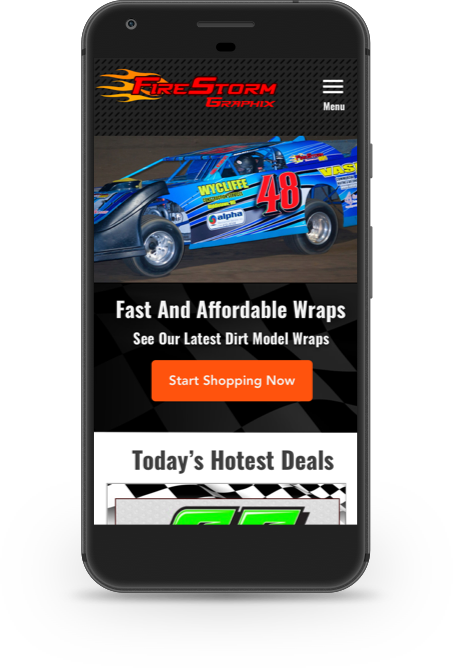 FireStorm
Graphix
Menu
WYCLIFFE
48
alpha
Fast And Affordable Wraps
See Our Latest Dirt Model Wraps
Start Shopping Now
Today's Hotest Deals